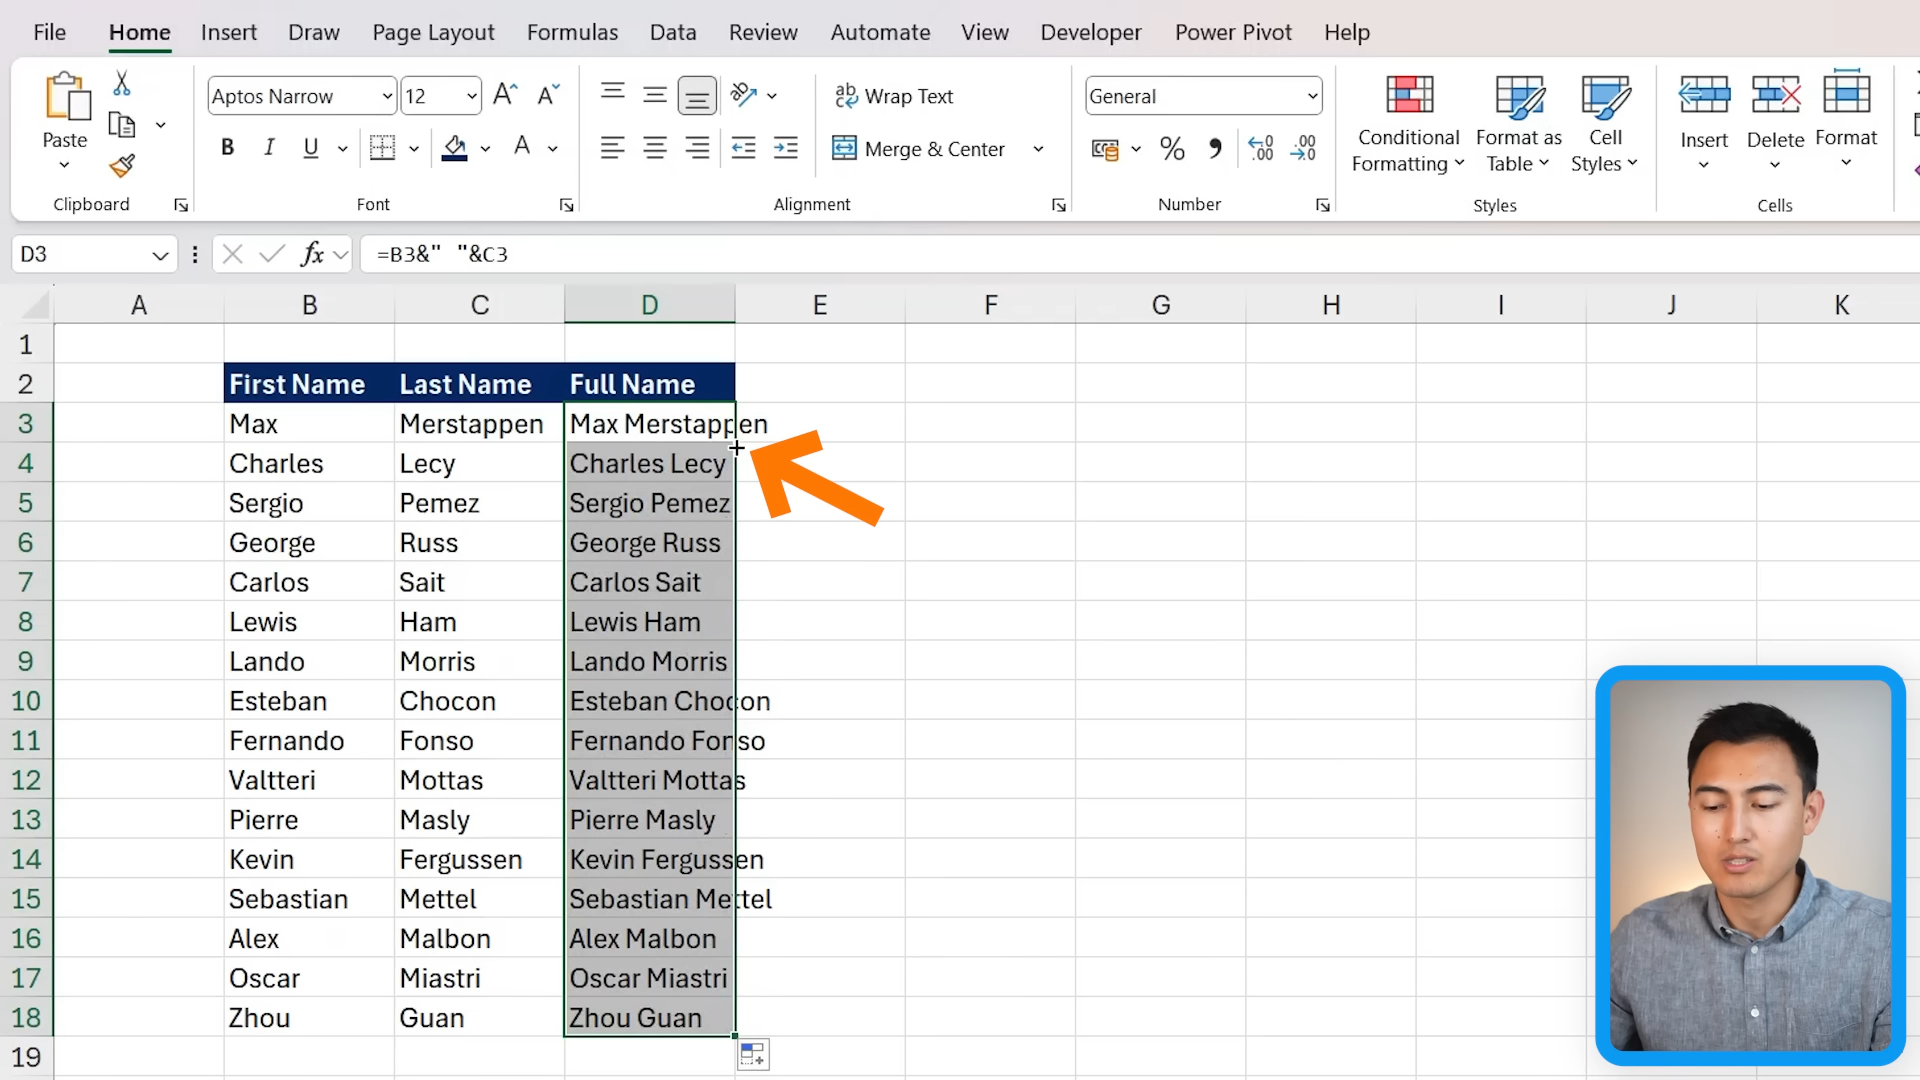 File Home Insert Draw Page Layout Formulas Data Review Automate View Developer Power Pivot Help
Paste
Clipboard
Aptos Narrow 12 A A
B I U A
Font
ab Wrap Text
Merge & Center
Alignment
General
% .00 .00
Number
Conditional Formatting
Format as Table
Cell Styles
Styles
Insert Delete Format
Cells
D3 fx =B3&" "&C3
A B C D E F G H I J K
1
2 First Name Last Name Full Name
3 Max Merstappen Max Merstappen
4 Charles Lecy Charles Lecy
5 Sergio Pemez Sergio Pemez
6 George Russ George Russ
7 Carlos Sait Carlos Sait
8 Lewis Ham Lewis Ham
9 Lando Morris Lando Morris
10 Esteban Chocon Esteban Chocon
11 Fernando Fonso Fernando Fonso
12 Valtteri Mottas Valtteri Mottas
13 Pierre Masly Pierre Masly
14 Kevin Fergussen Kevin Fergussen
15 Sebastian Mettel Sebastian Mettel
16 Alex Malbon Alex Malbon
17 Oscar Miastri Oscar Miastri
18 Zhou Guan Zhou Guan
19